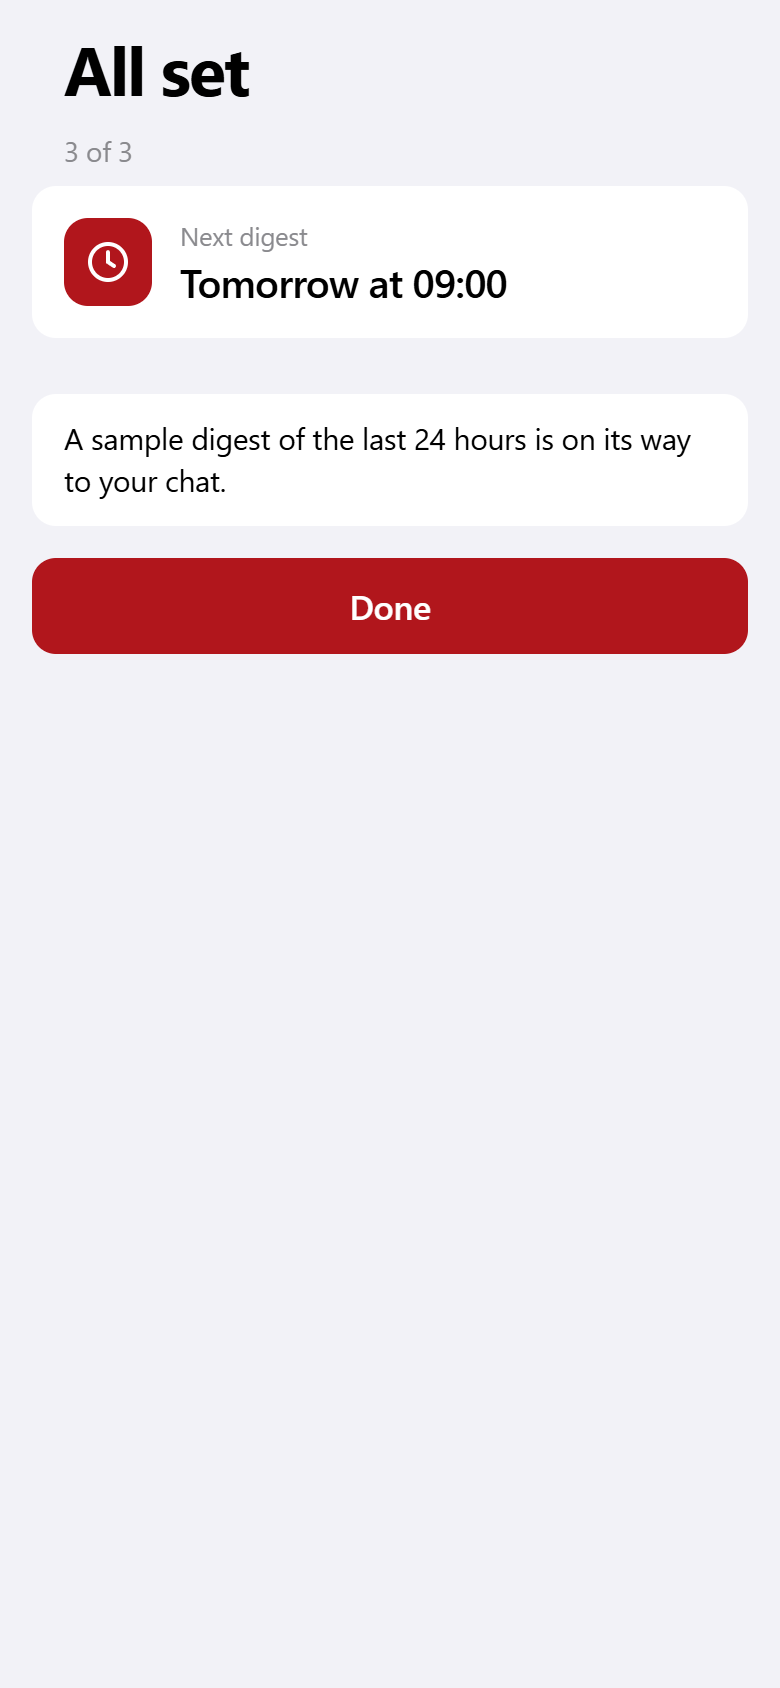 All set
3 of 3
Next digest
Tomorrow at 09:00
A sample digest of the last 24 hours is on its way
to your chat.
Done